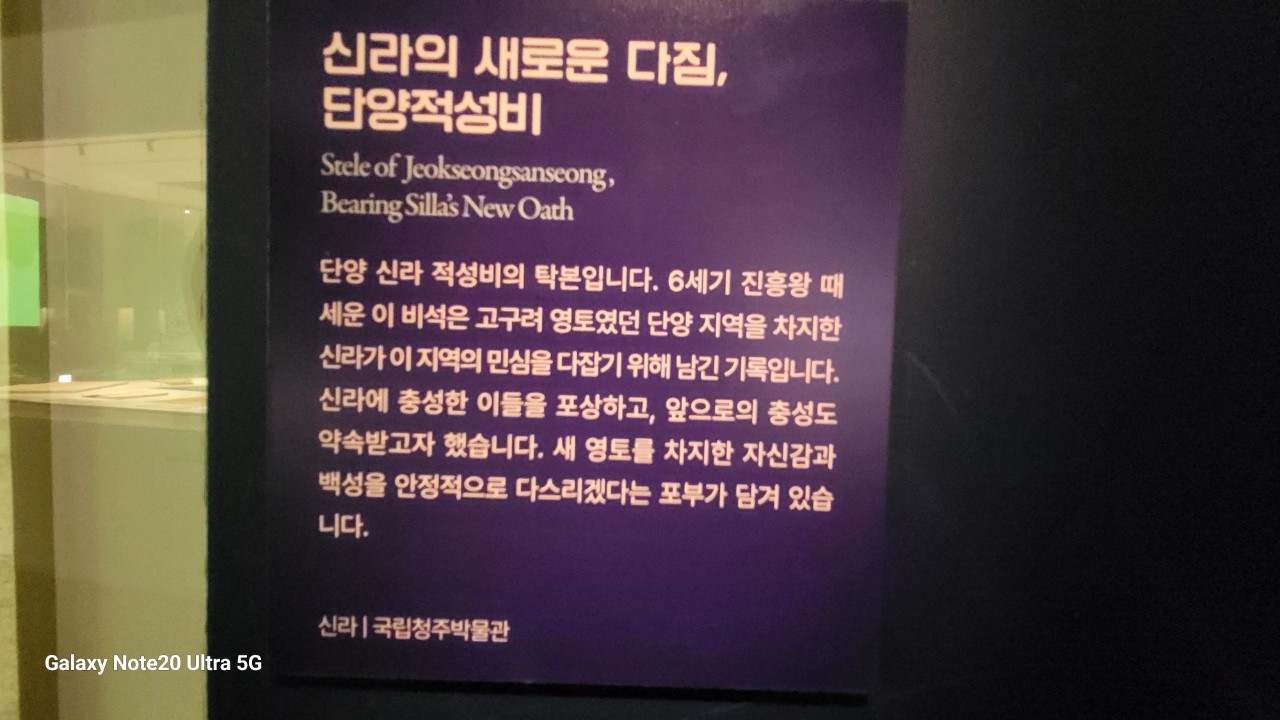 신라의 새로운 다짐,
단양적성비
Stele of Jeokseongsanseong,
Bearing Silla's New Oath
단양 신라 적성비의 탁본입니다. 6세기 진흥왕 때
세운 이 비석은 고구려 영토였던 단양 지역을 차지한
신라가 이 지역의 민심을 다잡기 위해 남긴 기록입니다.
신라에 충성한 이들을 포상하고, 앞으로의 충성도
약속받고자 했습니다. 새 영토를 차지한 자신감과
백성을 안정적으로 다스리겠다는 포부가 담겨 있습
니다.
신라 | 국립청주박물관
Galaxy Note20 Ultra 5G